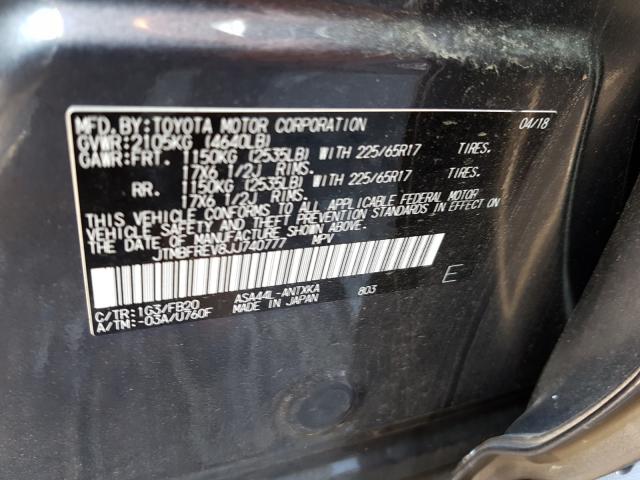 MFD.BY:TOYOTA MOTOR CORPORATION 04/18
GVWR:2105KG (4640LB)
GAWR:FRT. 1150KG (2535LB) WITH 225/65R17 TIRES.
17X6 1/2J RIMS.
RR. 1150KG (2535LB) WITH 225/65R17 TIRES.
17X6 1/2J RIMS.
THIS VEHICLE CONFORMS TO ALL APPLICABLE FEDERAL MOTOR
VEHICLE SAFETY AND THEFT PREVENTION STANDARDS IN EFFECT ON
THE DATE OF MANUFACTURE SHOWN ABOVE.
JTMBFREV8JJ740777 MPV
E
C/TR:1G3/FB20 ASA44L-ANTXKA 803
A/TM:-03A/U760F MADE IN JAPAN